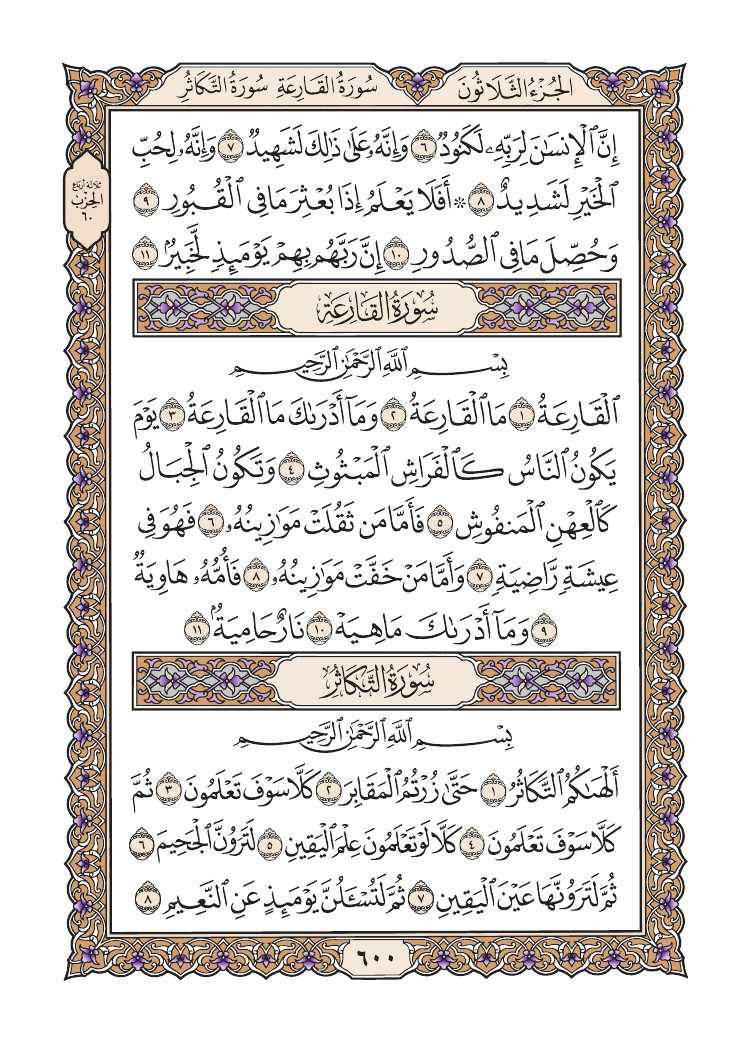 الجُزْءُ الثَّلَاثُونَ
سُورَةُ القَارِعَةِ سُورَةُ التَّكَاثُرِ
إِنَّ ٱلْإِنسَٰنَ لِرَبِّهِۦ لَكَنُودٌ ٦ وَإِنَّهُۥ عَلَىٰ ذَٰلِكَ لَشَهِيدٌ ٧ وَإِنَّهُۥ لِحُبِّ
ٱلْخَيْرِ لَشَدِيدٌ ٨ ۞ أَفَلَا يَعْلَمُ إِذَا بُعْثِرَ مَا فِي ٱلْقُبُورِ ٩
وَحُصِّلَ مَا فِي ٱلصُّدُورِ ١٠ إِنَّ رَبَّهُم بِهِمْ يَوْمَئِذٍ لَّخَبِيرٌۢ ١١
ثلاثة أرباع
الحِزْب
٦٠
سُورَةُ القَارِعَةِ
بِسْمِ ٱللَّهِ ٱلرَّحْمَٰنِ ٱلرَّحِيمِ
ٱلْقَارِعَةُ ١ مَا ٱلْقَارِعَةُ ٢ وَمَآ أَدْرَىٰكَ مَا ٱلْقَارِعَةُ ٣ يَوْمَ
يَكُونُ ٱلنَّاسُ كَٱلْفَرَاشِ ٱلْمَبْثُوثِ ٤ وَتَكُونُ ٱلْجِبَالُ
كَٱلْعِهْنِ ٱلْمَنفُوشِ ٥ فَأَمَّا مَن ثَقُلَتْ مَوَٰزِينُهُۥ ٦ فَهُوَ فِي
عِيشَةٍ رَّاضِيَةٍ ٧ وَأَمَّا مَنْ خَفَّتْ مَوَٰزِينُهُۥ ٨ فَأُمُّهُۥ هَاوِيَةٌ
٩ وَمَآ أَدْرَىٰكَ مَا هِيَهْ ١٠ نَارٌ حَامِيَةٌۢ ١١
سُورَةُ التَّكَاثُرِ
بِسْمِ ٱللَّهِ ٱلرَّحْمَٰنِ ٱلرَّحِيمِ
أَلْهَىٰكُمُ ٱلتَّكَاثُرُ ١ حَتَّىٰ زُرْتُمُ ٱلْمَقَابِرَ ٢ كَلَّا سَوْفَ تَعْلَمُونَ ٣ ثُمَّ
كَلَّا سَوْفَ تَعْلَمُونَ ٤ كَلَّا لَوْ تَعْلَمُونَ عِلْمَ ٱلْيَقِينِ ٥ لَتَرَوُنَّ ٱلْجَحِيمَ ٦
ثُمَّ لَتَرَوُنَّهَا عَيْنَ ٱلْيَقِينِ ٧ ثُمَّ لَتُسْـَٔلُنَّ يَوْمَئِذٍ عَنِ ٱلنَّعِيمِ ٨
٦٠٠